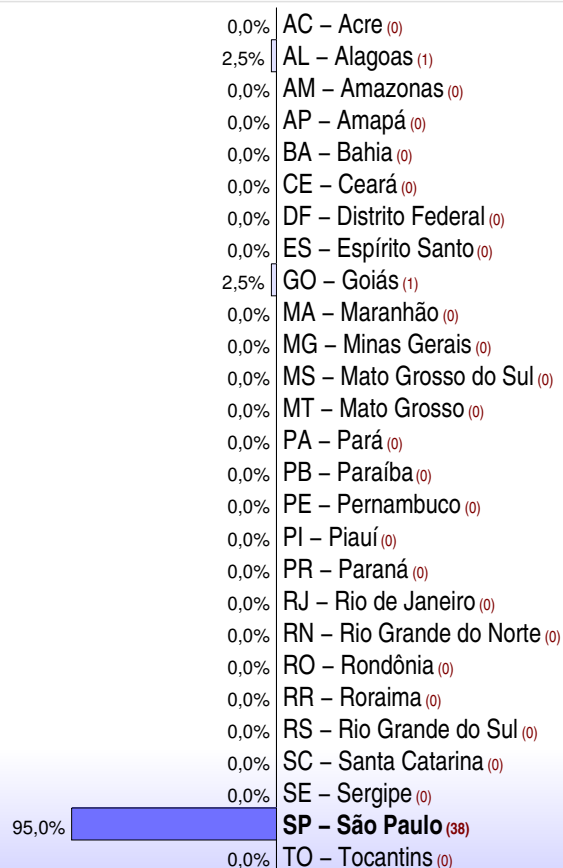 0,0% AC – Acre (0)
2,5% AL – Alagoas (1)
0,0% AM – Amazonas (0)
0,0% AP – Amapá (0)
0,0% BA – Bahia (0)
0,0% CE – Ceará (0)
0,0% DF – Distrito Federal (0)
0,0% ES – Espírito Santo (0)
2,5% GO – Goiás (1)
0,0% MA – Maranhão (0)
0,0% MG – Minas Gerais (0)
0,0% MS – Mato Grosso do Sul (0)
0,0% MT – Mato Grosso (0)
0,0% PA – Pará (0)
0,0% PB – Paraíba (0)
0,0% PE – Pernambuco (0)
0,0% PI – Piauí (0)
0,0% PR – Paraná (0)
0,0% RJ – Rio de Janeiro (0)
0,0% RN – Rio Grande do Norte (0)
0,0% RO – Rondônia (0)
0,0% RR – Roraima (0)
0,0% RS – Rio Grande do Sul (0)
0,0% SC – Santa Catarina (0)
0,0% SE – Sergipe (0)
95,0% SP – São Paulo (38)
0,0% TO – Tocantins (0)